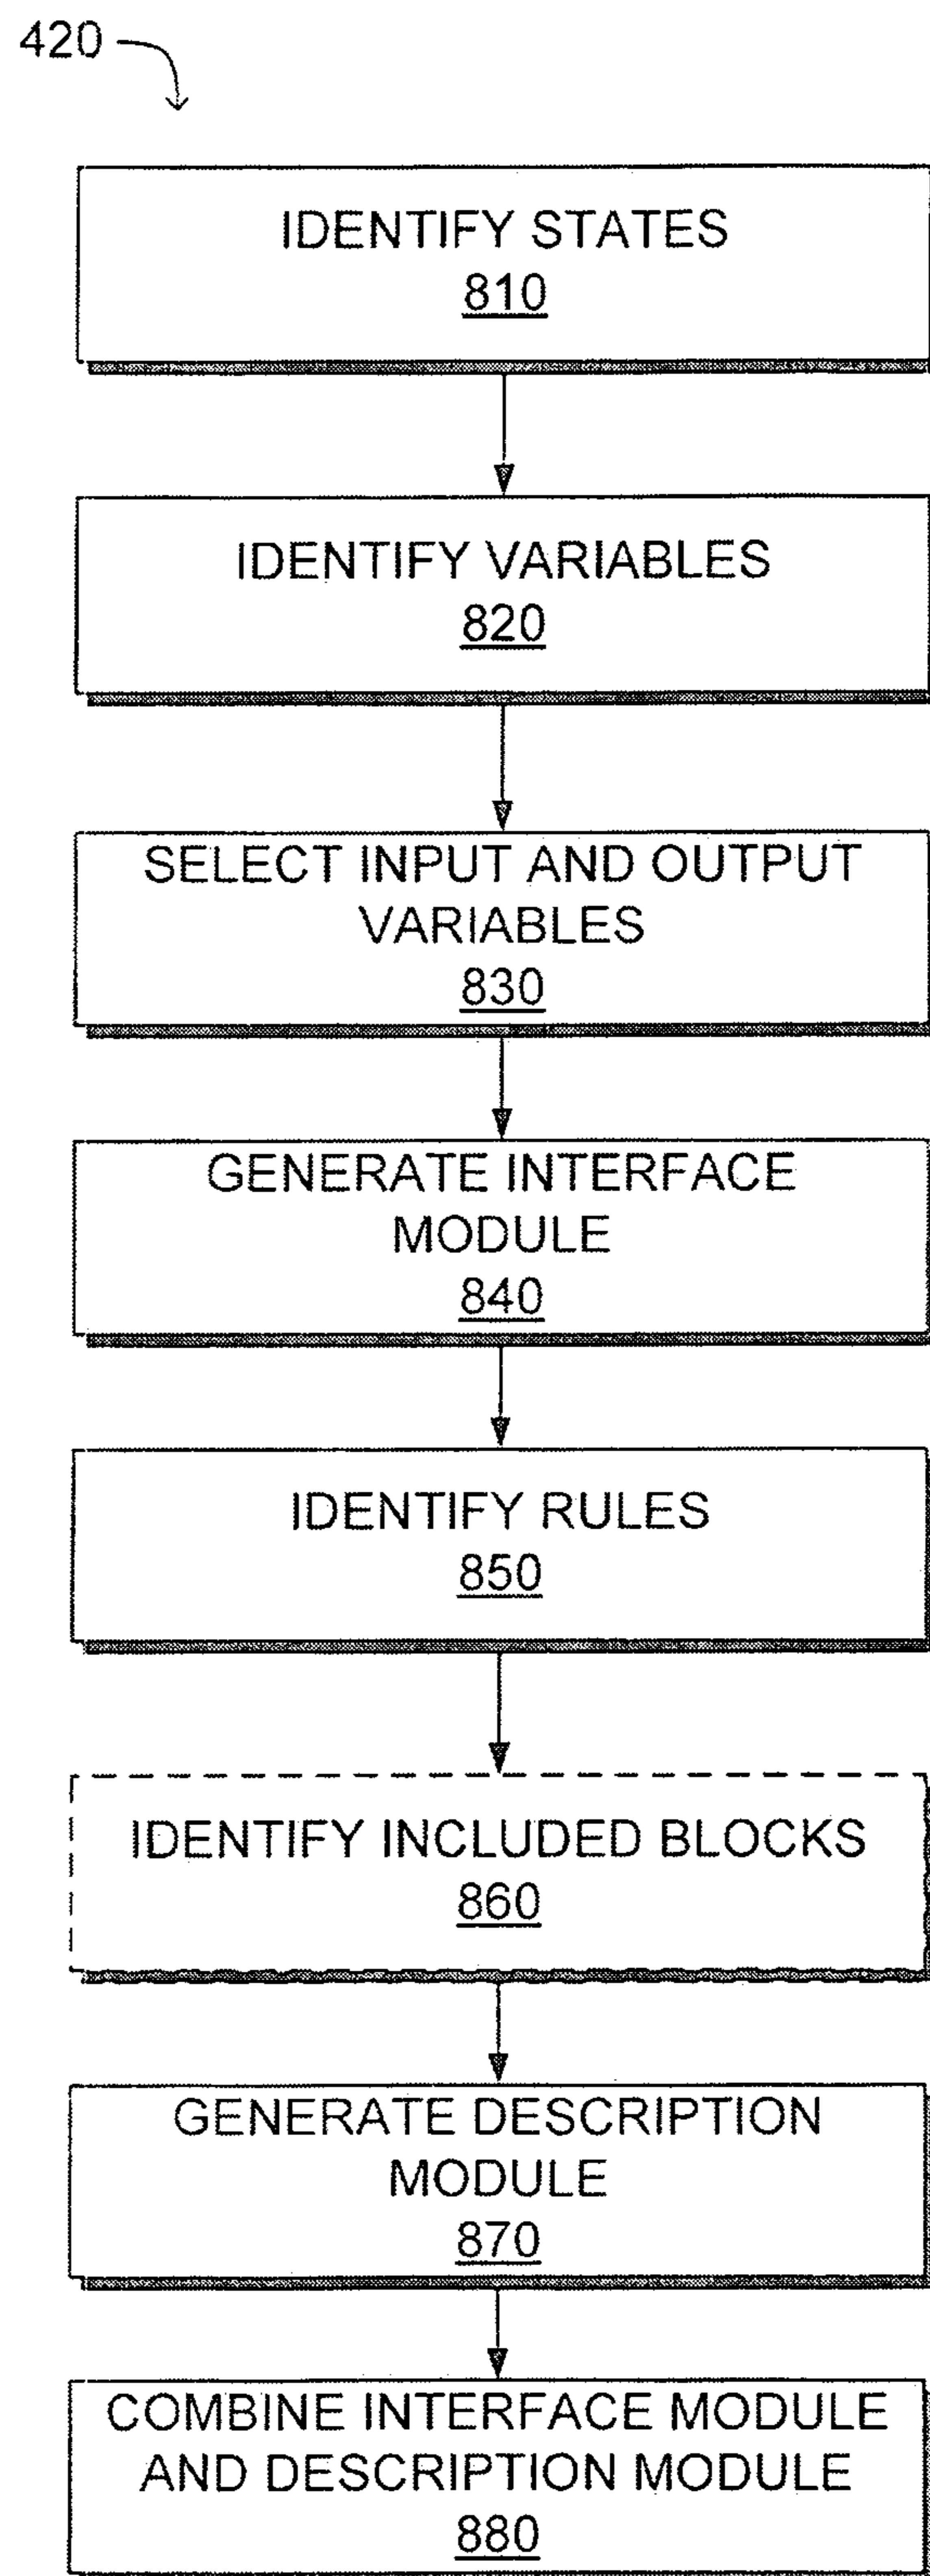 420
IDENTIFY STATES
810
IDENTIFY VARIABLES
820
SELECT INPUT AND OUTPUT
VARIABLES
830
GENERATE INTERFACE
MODULE
840
IDENTIFY RULES
850
IDENTIFY INCLUDED BLOCKS
860
GENERATE DESCRIPTION
MODULE
870
COMBINE INTERFACE MODULE
AND DESCRIPTION MODULE
880